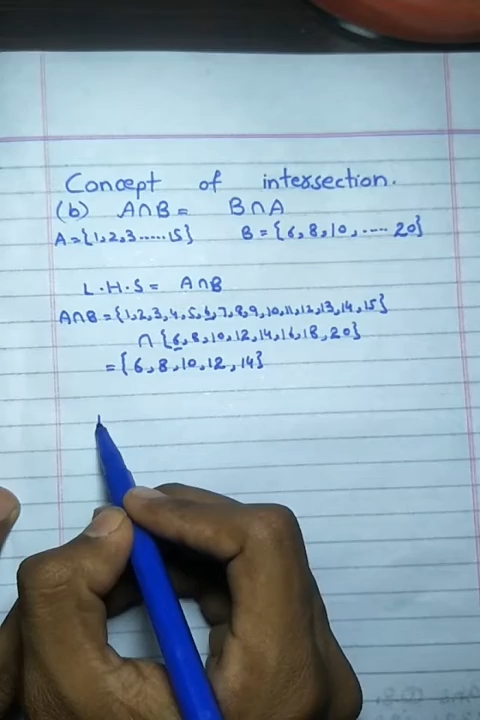 Concept of intersection.
(b) A∩B = B∩A
A={1,2,3......15} B={6,8,10,.... 20}
L.H.S = A∩B
A∩B = {1,2,3,4,5,6,7,8,9,10,11,12,13,14,15}
∩ {6,8,10,12,14,16,18,20}
= {6,8,10,12,14}